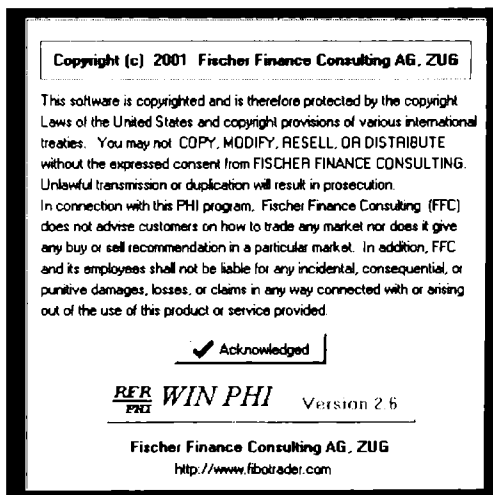 Copyright (c) 2001 Fischer Finance Consulting AG, ZUG
This software is copyrighted and is therefore protected by the copyright
Laws of the United States and copyright provisions of various international
treaties. You may not COPY, MODIFY, RESELL, OR DISTRIBUTE
without the expressed consent from FISCHER FINANCE CONSULTING.
Unlawful transmission or duplication will result in prosecution.
In connection with this PHI program, Fischer Finance Consulting (FFC)
does not advise customers on how to trade any market nor does it give
any buy or sell recommendation in a particular market. In addition, FFC
and its employees shall not be liable for any incidental, consequential, or
punitive damages, losses, or claims in any way connected with or arising
out of the use of this product or service provided.
Acknowledged
RFR
PHI
WIN PHI Version 2.6
Fischer Finance Consulting AG, ZUG
http://www.fibotrader.com